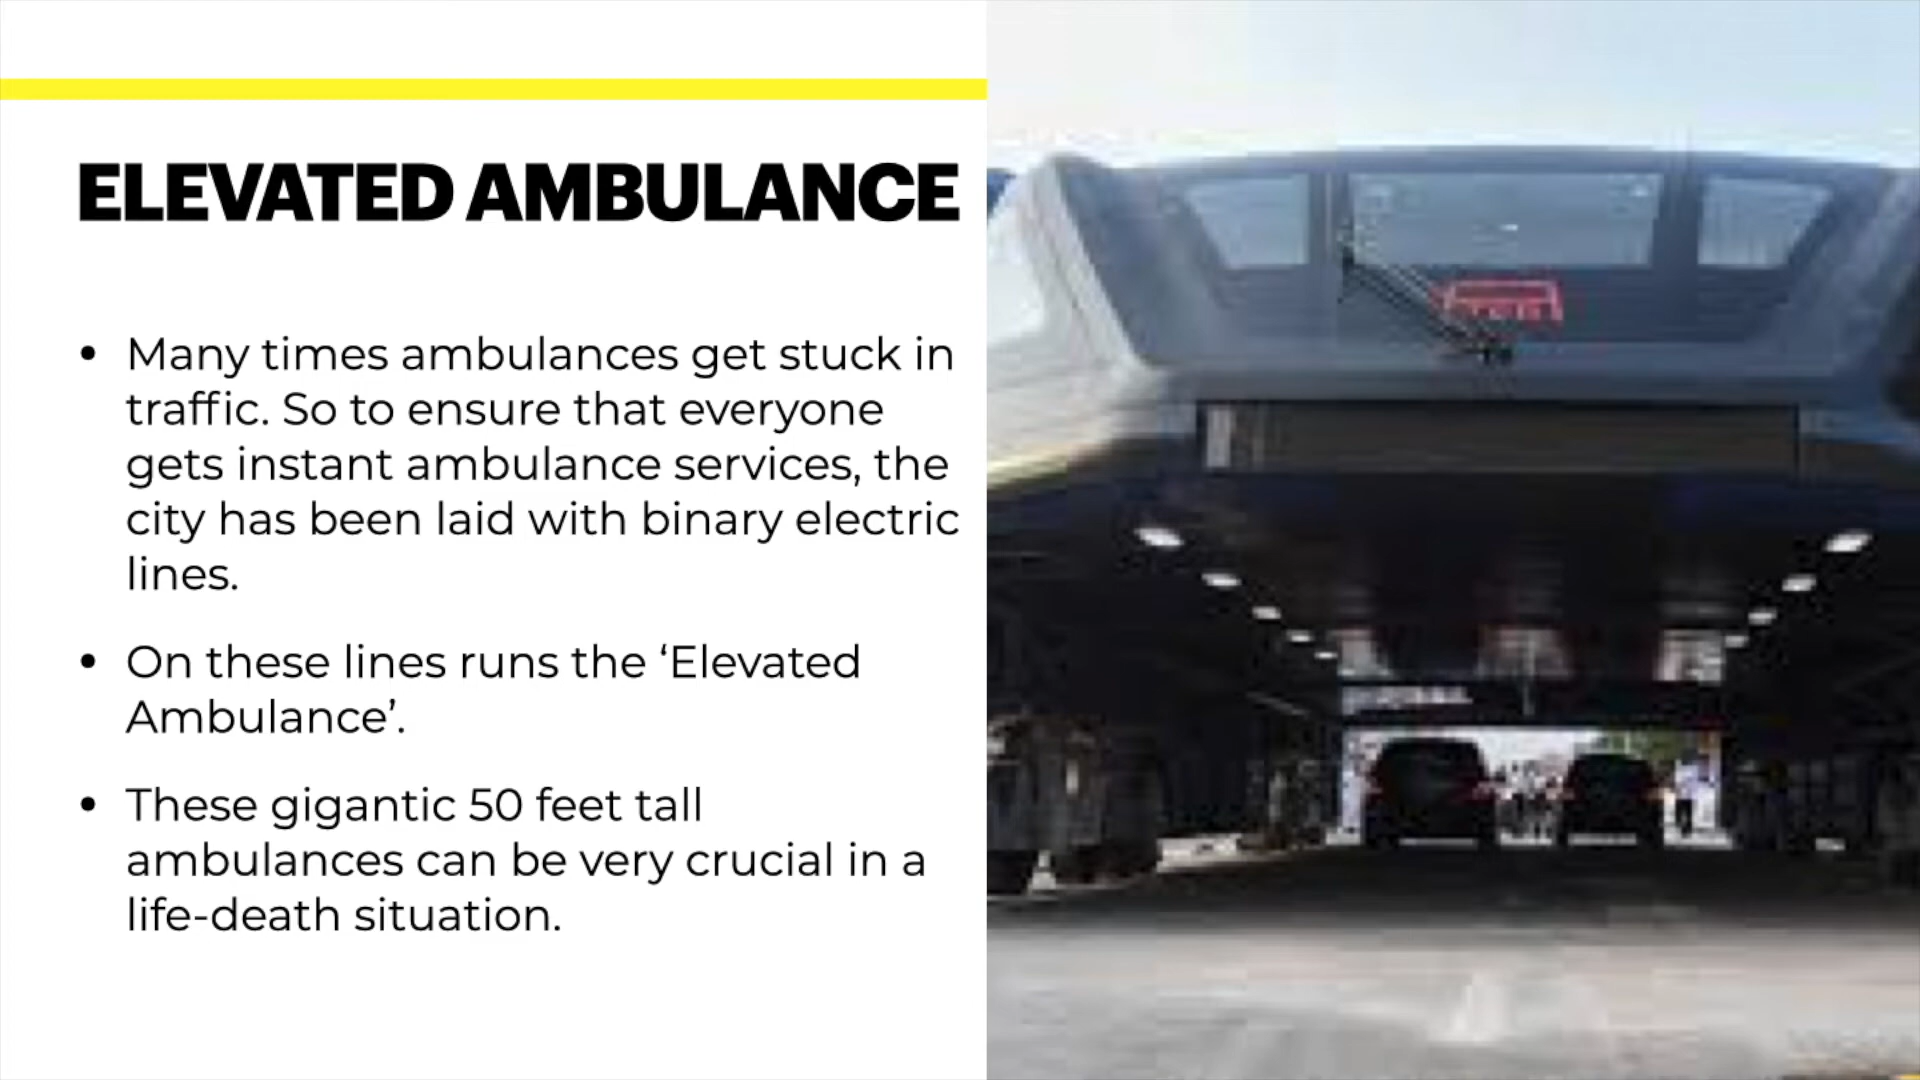 ELEVATED AMBULANCE
• Many times ambulances get stuck in
traffic. So to ensure that everyone
gets instant ambulance services, the
city has been laid with binary electric
lines.
• On these lines runs the ‘Elevated
Ambulance’.
• These gigantic 50 feet tall
ambulances can be very crucial in a
life-death situation.